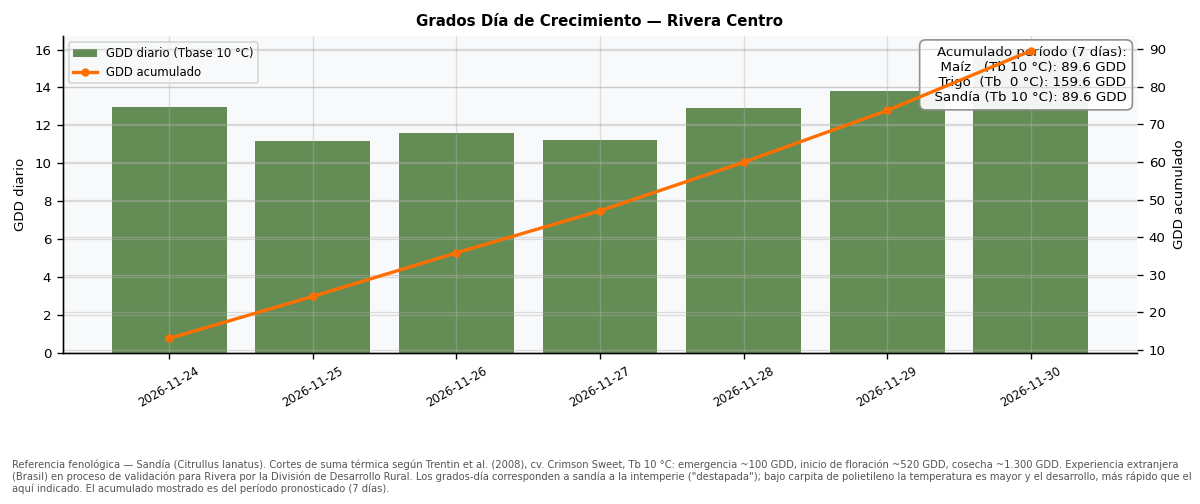 Grados Día de Crecimiento — Rivera Centro
GDD diario (Tbase 10 °C)
GDD acumulado
Acumulado período (7 días):
Maíz (Tb 10 °C): 89.6 GDD
Trigo (Tb 0 °C): 159.6 GDD
Sandía (Tb 10 °C): 89.6 GDD
GDD diario
16
14
12
10
8
6
4
2
0
GDD acumulado
90
80
70
60
50
40
30
20
10
2026-11-24
2026-11-25
2026-11-26
2026-11-27
2026-11-28
2026-11-29
2026-11-30
Referencia fenológica — Sandía (Citrullus lanatus). Cortes de suma térmica según Trentin et al. (2008), cv. Crimson Sweet, Tb 10 °C: emergencia ~100 GDD, inicio de floración ~520 GDD, cosecha ~1.300 GDD. Experiencia extranjera
(Brasil) en proceso de validación para Rivera por la División de Desarrollo Rural. Los grados-día corresponden a sandía a la intemperie ("destapada"); bajo carpita de polietileno la temperatura es mayor y el desarrollo, más rápido que el
aquí indicado. El acumulado mostrado es del período pronosticado (7 días).